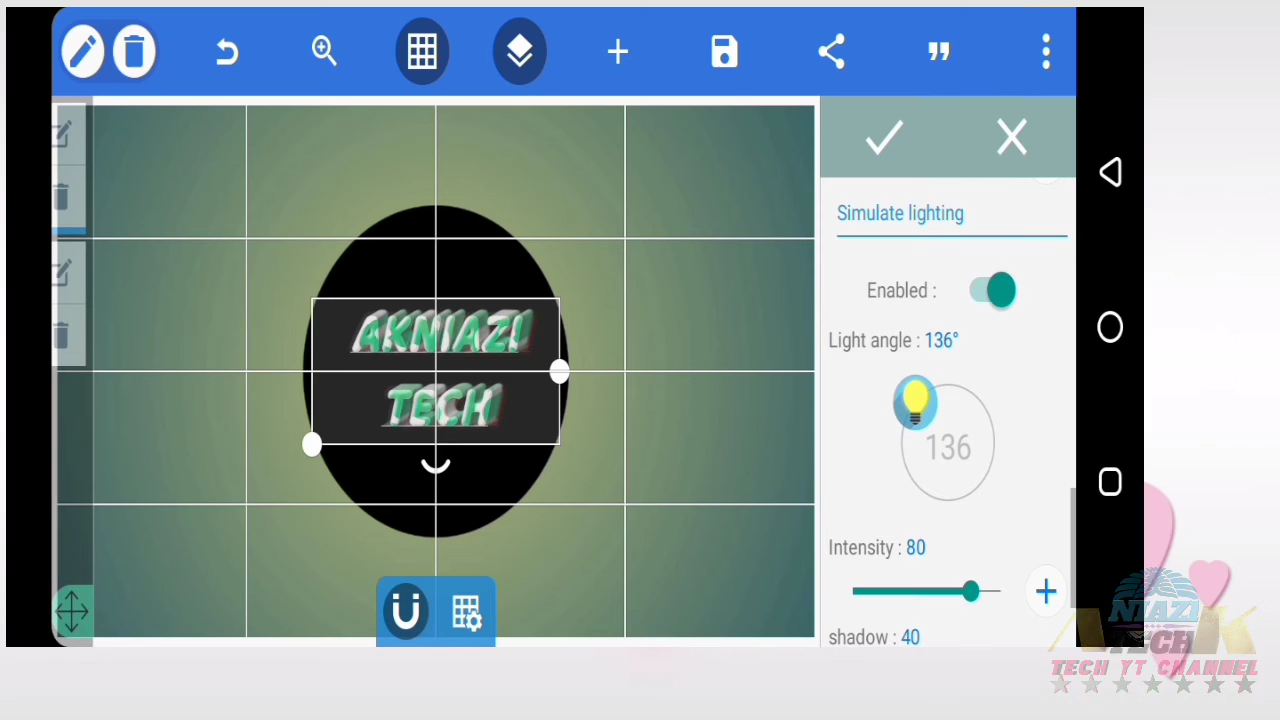 Simulate lighting
Enabled :
Light angle : 136°
136
Intensity : 80
shadow : 40
AKNIAZI
TECH
NIAZI
TECH
TECH YT CHANNEL